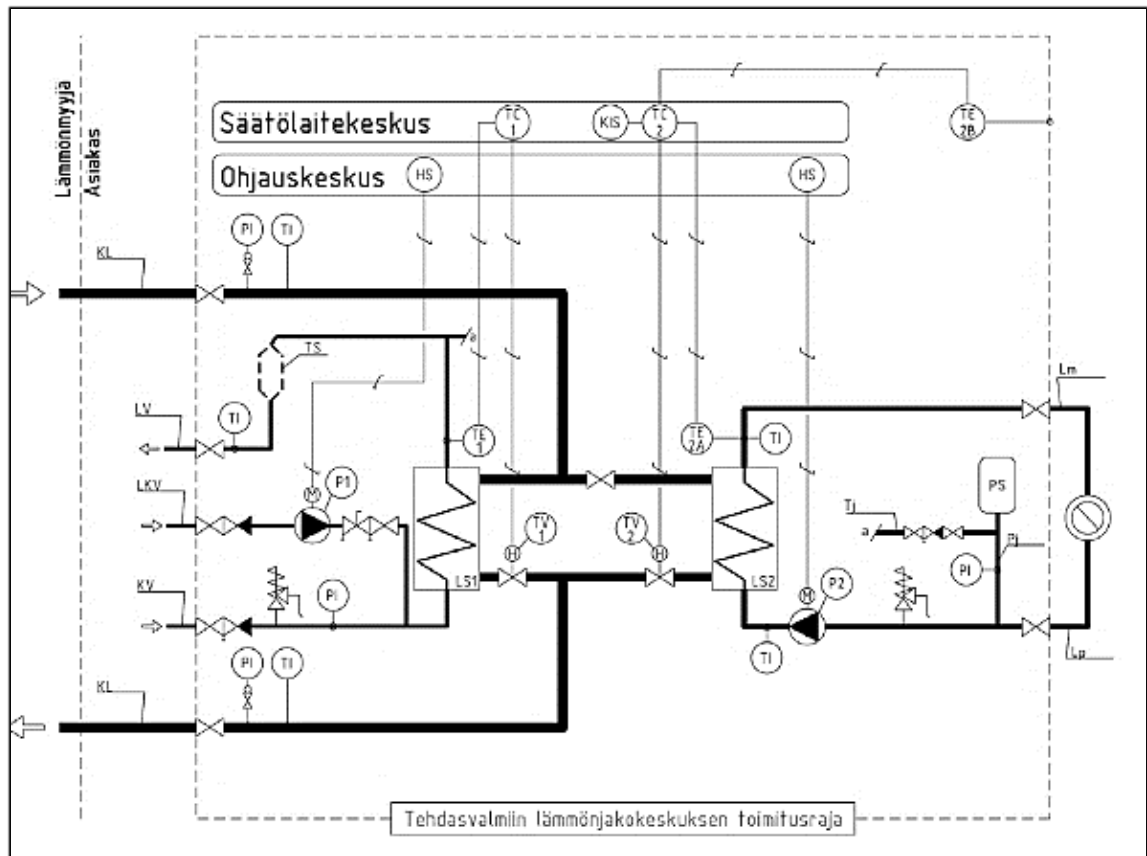 Lämmönmyyjä
Asiakas
Säätölaitekeskus
TC 1
KIS
TC 2
TE 2B
Ohjauskeskus
HS
HS
KL
PI
TI
TS
a
LV
TI
TE 1
TE 2A
TI
Lm
LKV
M
P1
TV 1
TV 2
H
H
PS
Tj
a
Pj
PI
LS1
LS2
M
P2
KV
PI
TI
Lp
KL
PI
TI
Tehdasvalmiin lämmönjakokeskuksen toimitusraja